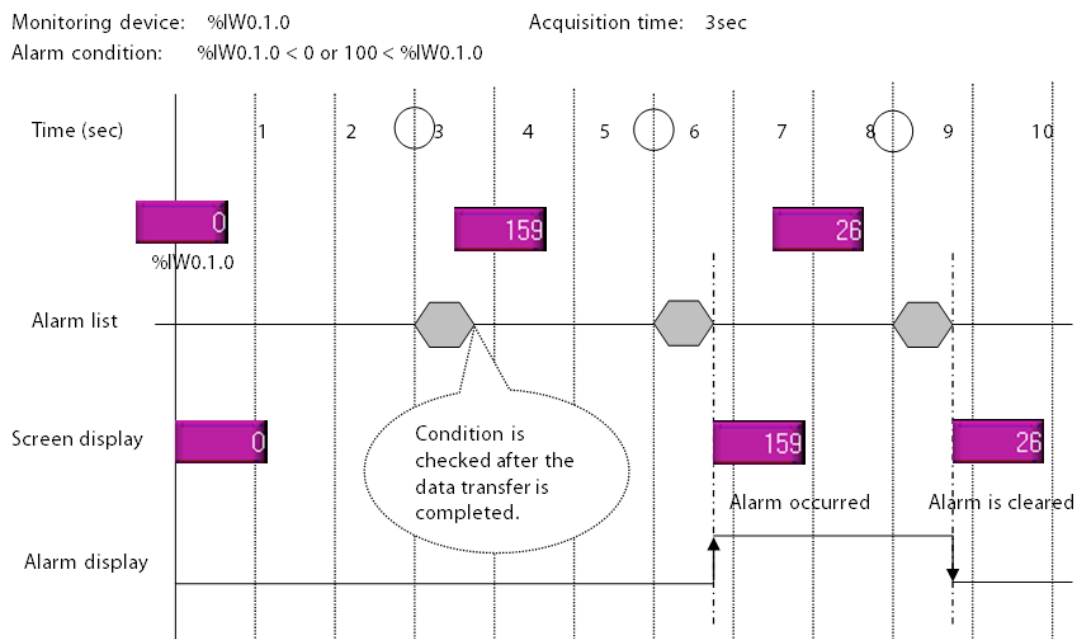 Monitoring device: %IW0.1.0 Acquisition time: 3sec
Alarm condition: %IW0.1.0 < 0 or 100 < %IW0.1.0
Time (sec) 1 2 3 4 5 6 7 8 9 10
0 159 26
%IW0.1.0
Alarm list
Screen display 0 159 26
Condition is
checked after the
data transfer is
completed.
Alarm occurred Alarm is cleared
Alarm display